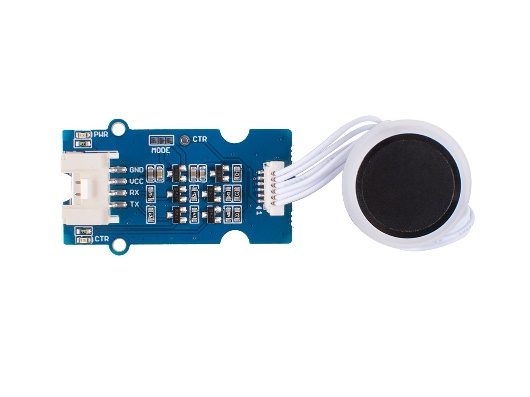 PWR
MODE
CTR
GND
VCC
RX
TX
CTR